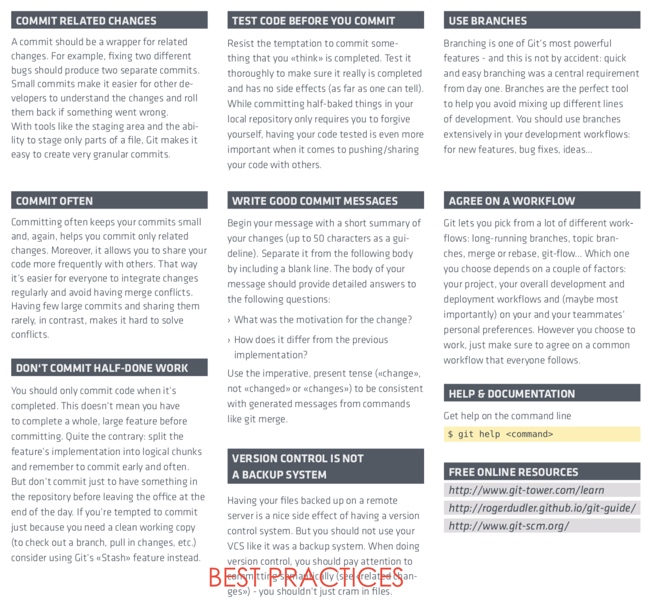 COMMIT RELATED CHANGES
A commit should be a wrapper for related
changes. For example, fixing two different
bugs should produce two separate commits.
Small commits make it easier for other de-
velopers to understand the changes and roll
them back if something went wrong.
With tools like the staging area and the abi-
lity to stage only parts of a file, Git makes it
easy to create very granular commits.
COMMIT OFTEN
Committing often keeps your commits small
and, again, helps you commit only related
changes. Moreover, it allows you to share your
code more frequently with others. That way
it's easier for everyone to integrate changes
regularly and avoid having merge conflicts.
Having few large commits and sharing them
rarely, in contrast, makes it hard to solve
conflicts.
DON'T COMMIT HALF-DONE WORK
You should only commit code when it's
completed. This doesn't mean you have
to complete a whole, large feature before
committing. Quite the contrary: split the
feature's implementation into logical chunks
and remember to commit early and often.
But don't commit just to have something in
the repository before leaving the office at the
end of the day. If you're tempted to commit
just because you need a clean working copy
(to check out a branch, pull in changes, etc.)
consider using Git's «Stash» feature instead.
TEST CODE BEFORE YOU COMMIT
Resist the temptation to commit some-
thing that you «think» is completed. Test it
thoroughly to make sure it really is completed
and has no side effects (as far as one can tell).
While committing half-baked things in your
local repository only requires you to forgive
yourself, having your code tested is even more
important when it comes to pushing/sharing
your code with others.
WRITE GOOD COMMIT MESSAGES
Begin your message with a short summary of
your changes (up to 50 characters as a gui-
deline). Separate it from the following body
by including a blank line. The body of your
message should provide detailed answers to
the following questions:
› What was the motivation for the change?
› How does it differ from the previous
implementation?
Use the imperative, present tense («change»,
not «changed» or «changes») to be consistent
with generated messages from commands
like git merge.
VERSION CONTROL IS NOT
A BACKUP SYSTEM
Having your files backed up on a remote
server is a nice side effect of having a version
control system. But you should not use your
VCS like it was a backup system. When doing
version control, you should pay attention to
committing semantically (see «related chan-
ges») - you shouldn't just cram in files.
USE BRANCHES
Branching is one of Git's most powerful
features - and this is not by accident: quick
and easy branching was a central requirement
from day one. Branches are the perfect tool
to help you avoid mixing up different lines
of development. You should use branches
extensively in your development workflows:
for new features, bug fixes, ideas...
AGREE ON A WORKFLOW
Git lets you pick from a lot of different work-
flows: long-running branches, topic bran-
ches, merge or rebase, git-flow... Which one
you choose depends on a couple of factors:
your project, your overall development and
deployment workflows and (maybe most
importantly) on your and your teammates'
personal preferences. However you choose to
work, just make sure to agree on a common
workflow that everyone follows.
HELP & DOCUMENTATION
Get help on the command line
$ git help <command>
FREE ONLINE RESOURCES
http://www.git-tower.com/learn
http://rogerdudler.github.io/git-guide/
http://www.git-scm.org/
BEST PRACTICES